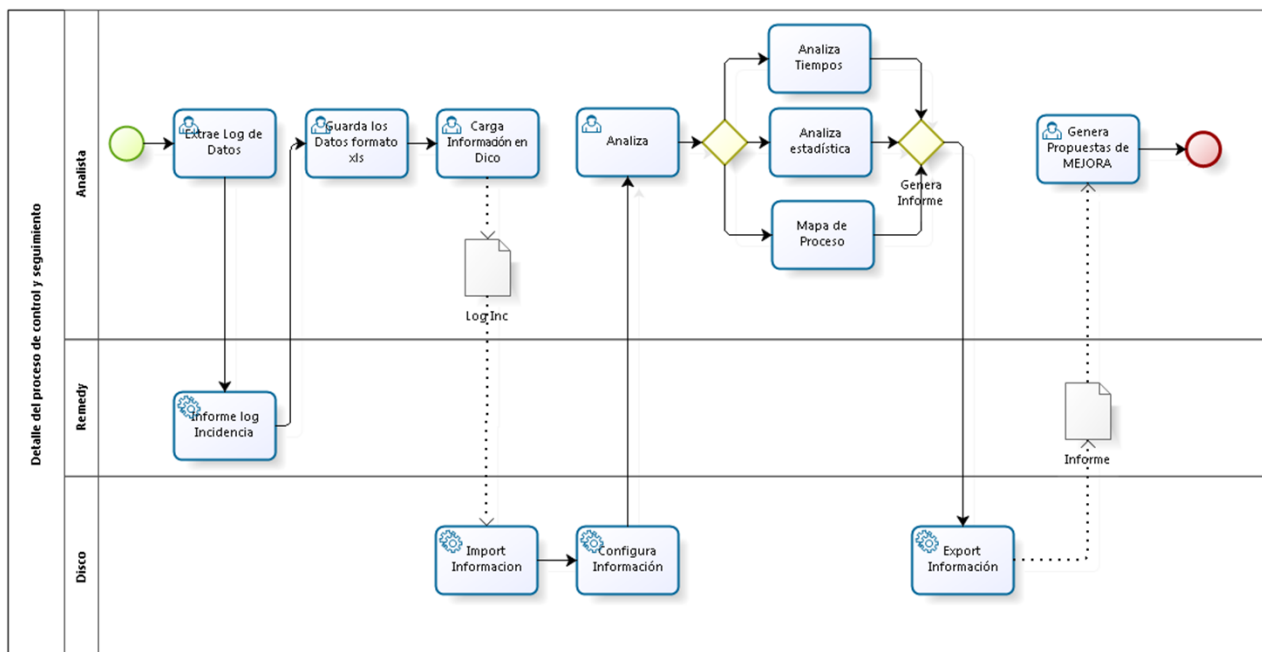 Detalle del proceso de control y seguimiento
Analista
Extrae Log de
Datos
Guarda los
Datos formato
xls
Carga
Información en
Dico
Log Inc
Analiza
Analiza
Tiempos
Analiza
estadística
Mapa de
Proceso
Genera
Informe
Genera
Propuestas de
MEJORA
Remedy
Informe log
Incidencia
Informe
Disco
Import
Informacion
Configura
Información
Export
Información